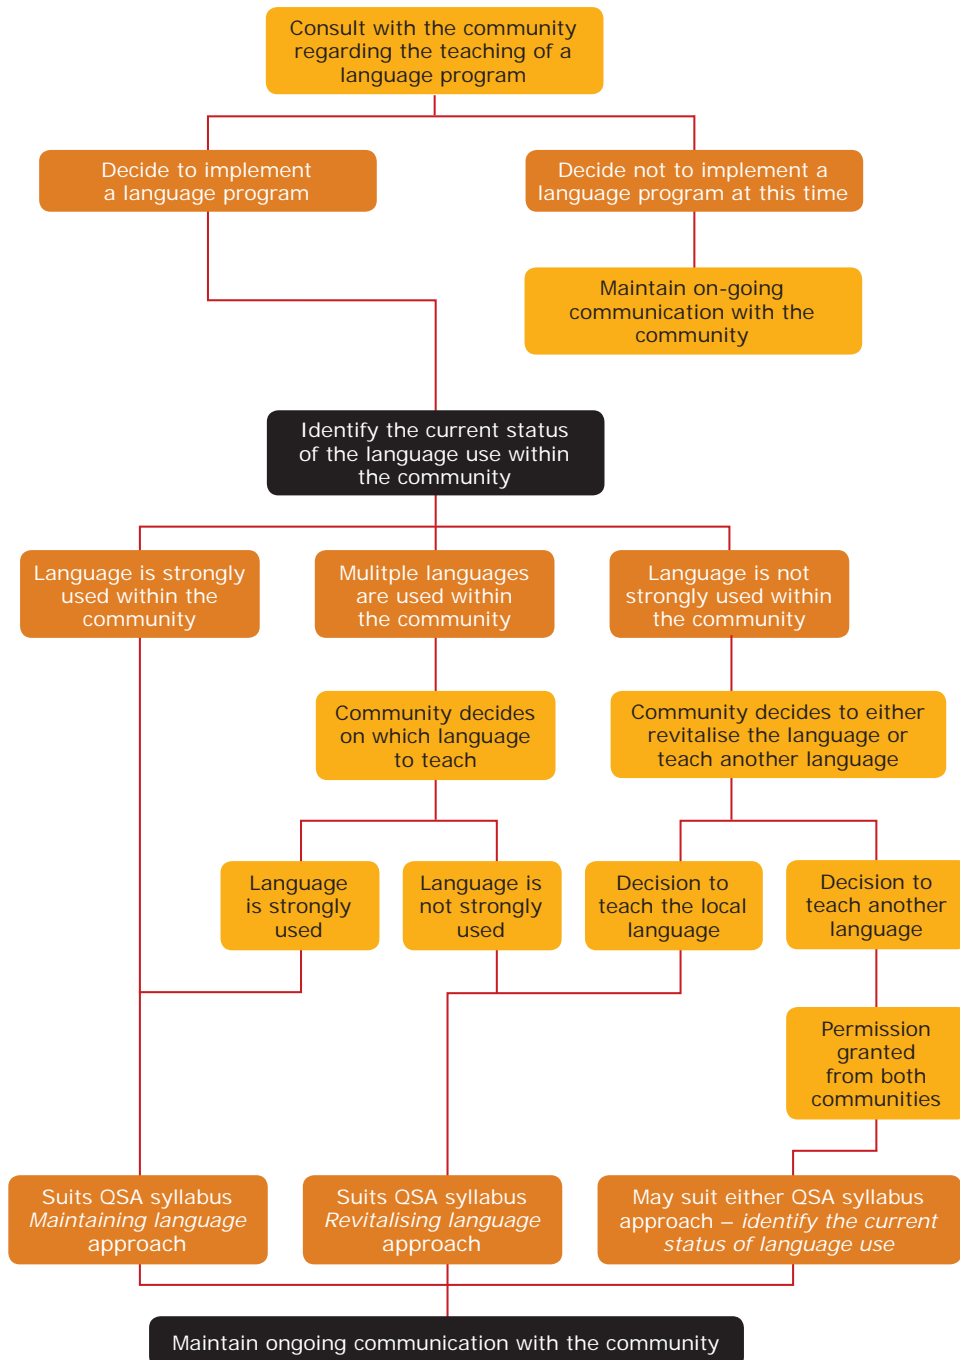 Consult with the community
regarding the teaching of a
language program
Decide to implement
a language program
Decide not to implement a
language program at this time
Maintain on-going
communication with the
community
Identify the current status
of the language use within
the community
Language is strongly
used within the
community
Mulitple languages
are used within
the community
Language is not
strongly used within
the community
Community decides
on which language
to teach
Community decides to either
revitalise the language or
teach another language
Language
is strongly
used
Language is
not strongly
used
Decision to
teach the local
language
Decision to
teach another
language
Permission
granted
from both
communities
Suits QSA syllabus
Maintaining language
approach
Suits QSA syllabus
Revitalising language
approach
May suit either QSA syllabus
approach – identify the current
status of language use
Maintain ongoing communication with the community